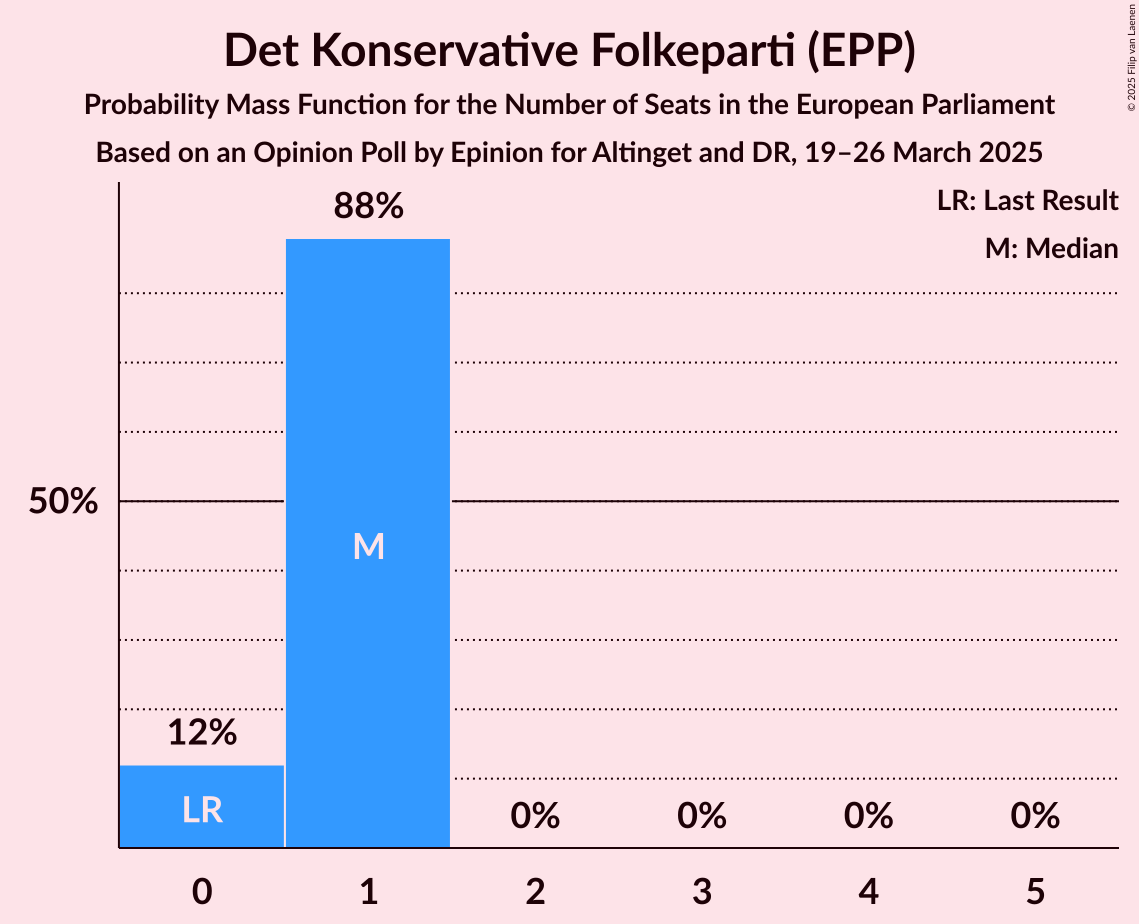 Det Konservative Folkeparti (EPP)
Probability Mass Function for the Number of Seats in the European Parliament
Based on an Opinion Poll by Epinion for Altinget and DR, 19–26 March 2025
© 2025 Filip van Laenen
LR: Last Result
M: Median
88%
50%
M
12%
LR
0%
0%
0%
0%
0
1
2
3
4
5